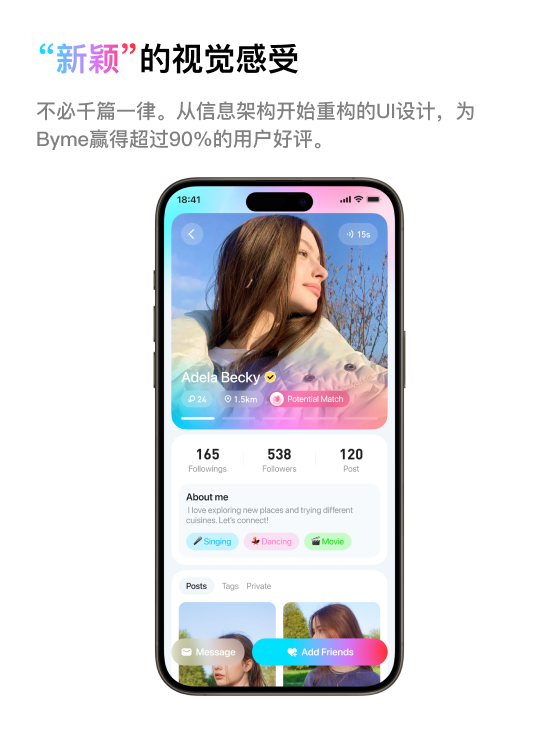 “新颖”的视觉感受
不必千篇一律。从信息架构开始重构的UI设计，为
Byme赢得超过90%的用户好评。
18:41
15s
Adela Becky
24
1.5km
Potential Match
165
538
120
Followings
Followers
Post
About me
I love exploring new places and trying different
cuisines. Let's connect!
Singing
Dancing
Movie
Posts
Tags
Private
Message
Add Friends